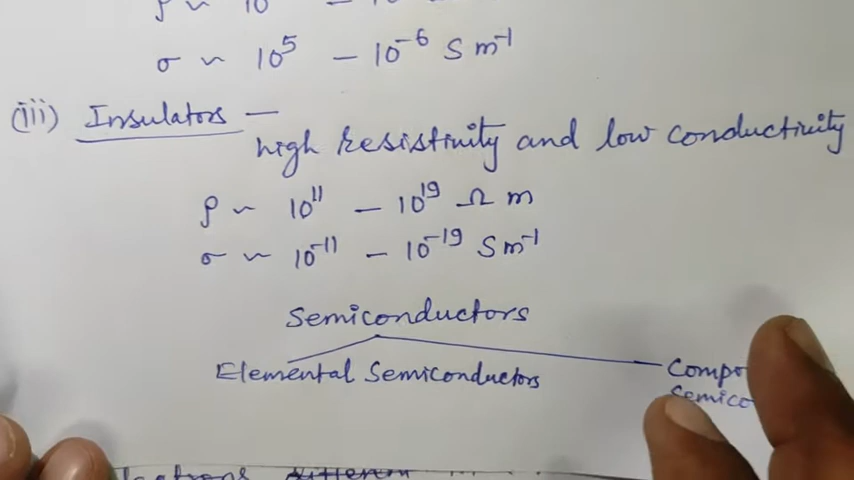 σ ~ 10⁵ – 10⁻⁶ S m⁻¹
(iii) Insulators –
high resistivity and low conductivity
ρ ~ 10¹¹ – 10¹⁹ Ω m
σ ~ 10⁻¹¹ – 10⁻¹⁹ S m⁻¹
Semiconductors
Elemental Semiconductors